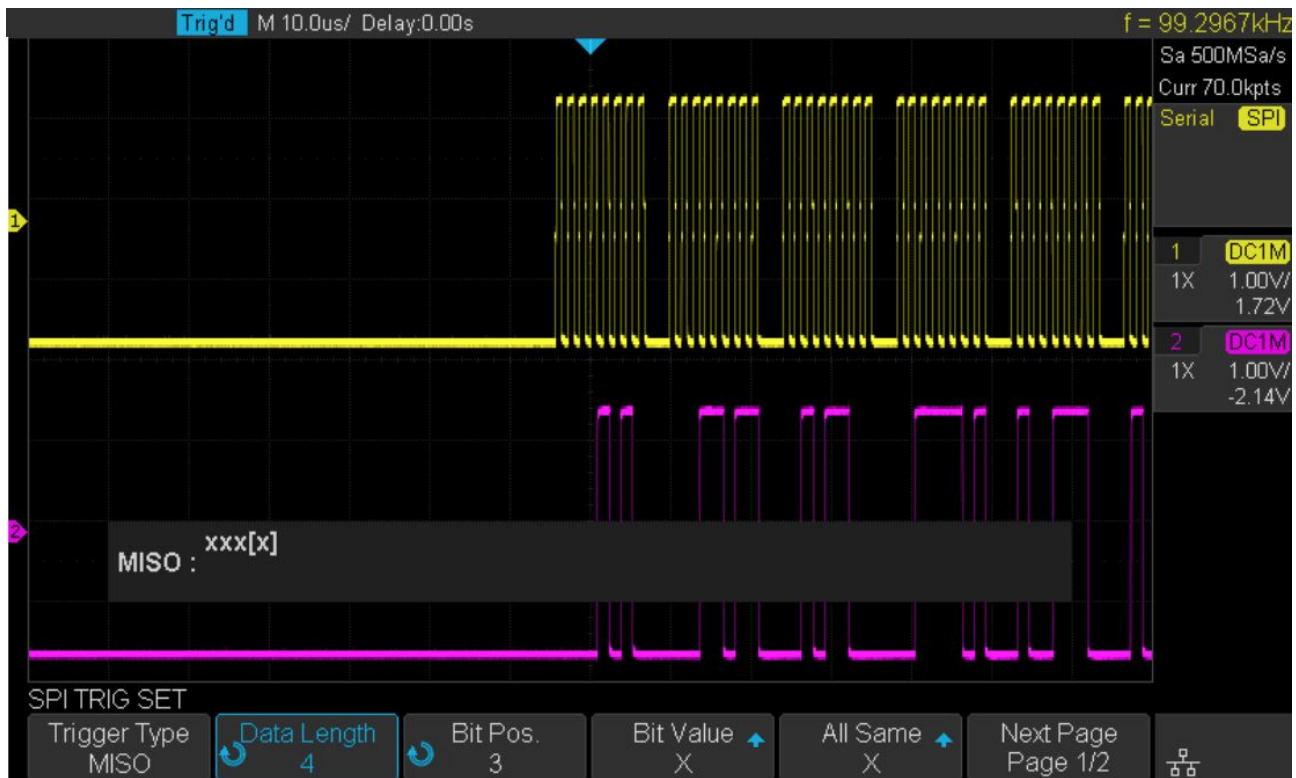 Trig'd M 10.0us/ Delay:0.00s f = 99.2967kHz
Sa 500MSa/s
Curr 70.0kpts
Serial SPI
1 DC1M
1X 1.00V/
1.72V
2 DC1M
1X 1.00V/
-2.14V
1
2
MISO : xxx[x]
SPI TRIG SET
Trigger Type Data Length Bit Pos. Bit Value All Same Next Page
MISO 4 3 X X Page 1/2